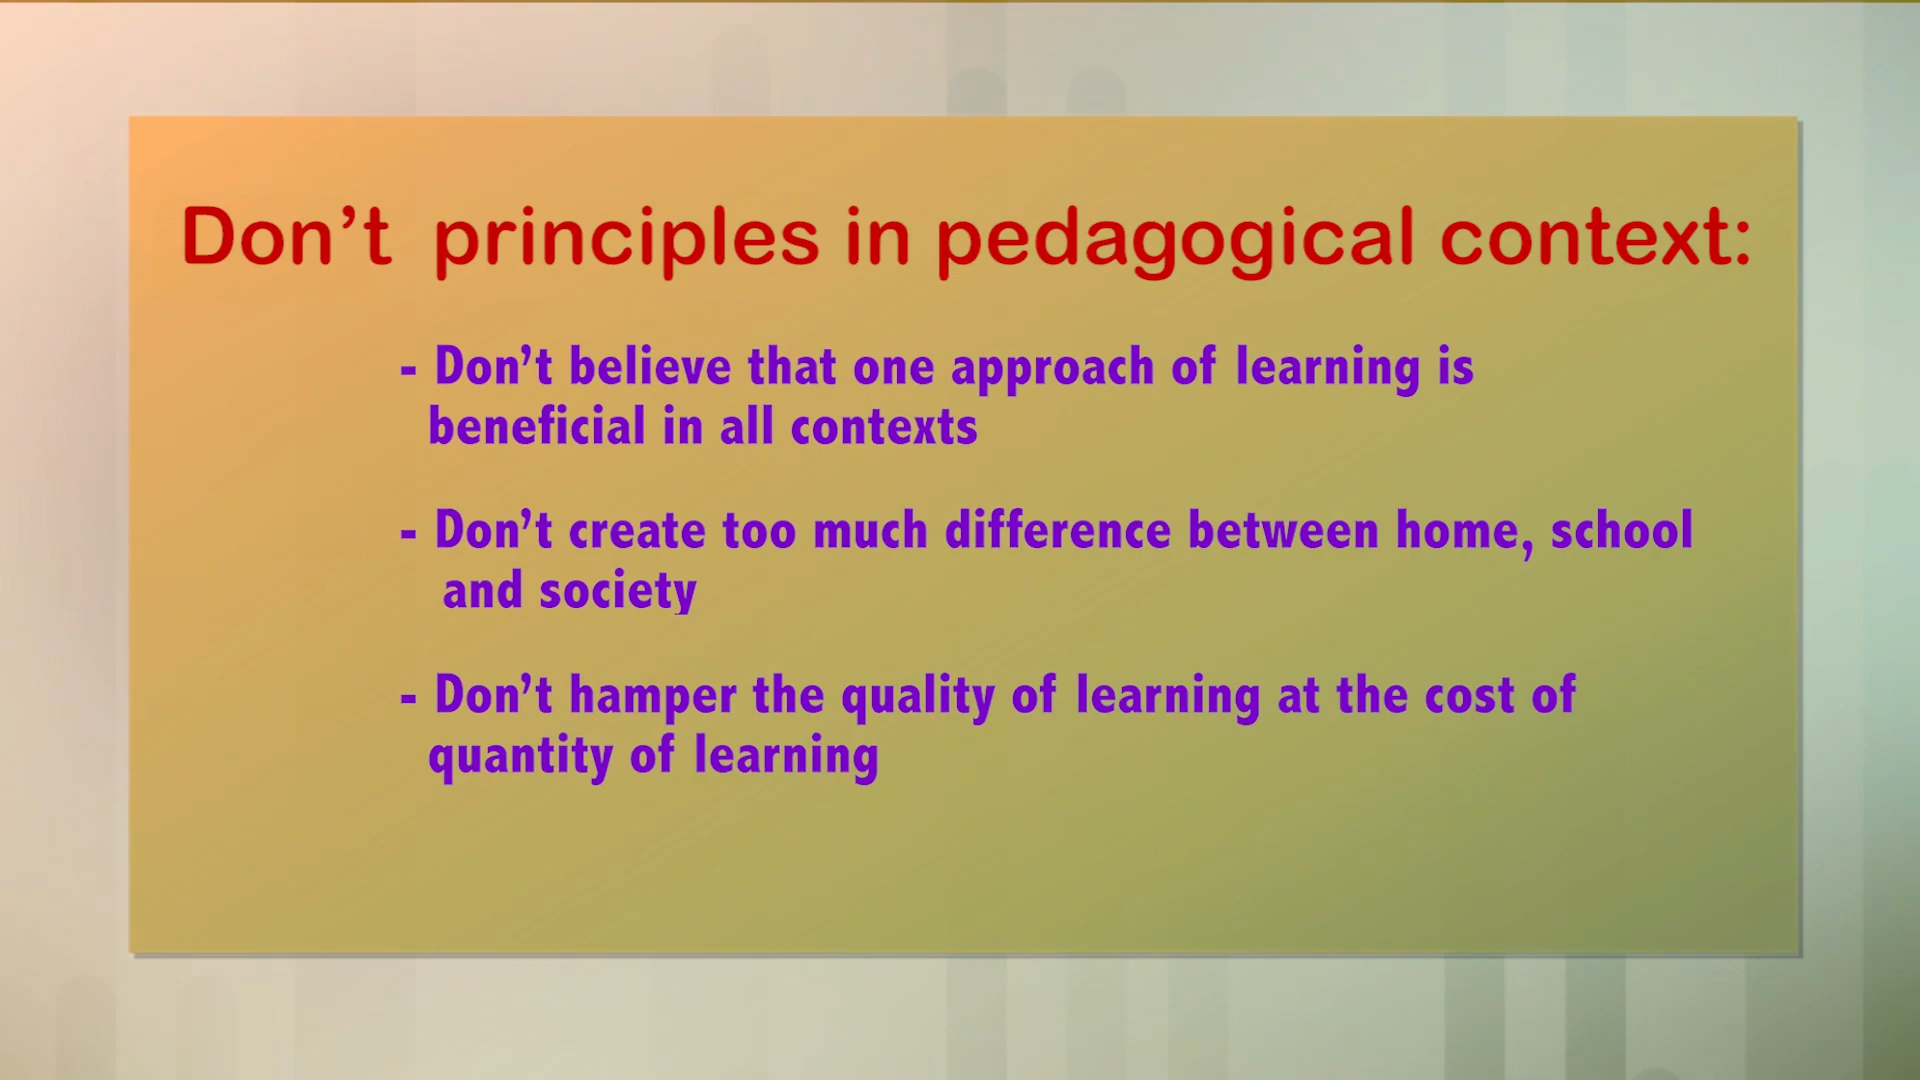 Don’t principles in pedagogical context:
- Don’t believe that one approach of learning is
beneficial in all contexts
- Don’t create too much difference between home, school
and society
- Don’t hamper the quality of learning at the cost of
quantity of learning